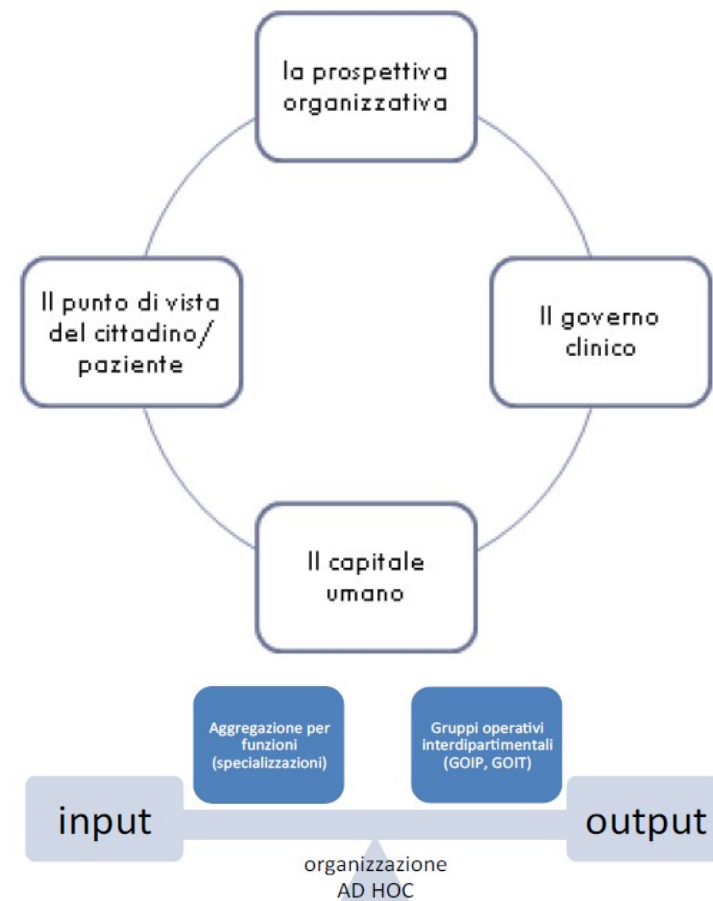 la prospettiva
organizzativa
Il punto di vista
del cittadino/
paziente
Il governo
clinico
Il capitale
umano
Aggregazione per
funzioni
(specializzazioni)
Gruppi operativi
interdipartimentali
(GOIP, GOIT)
input
output
organizzazione
AD HOC